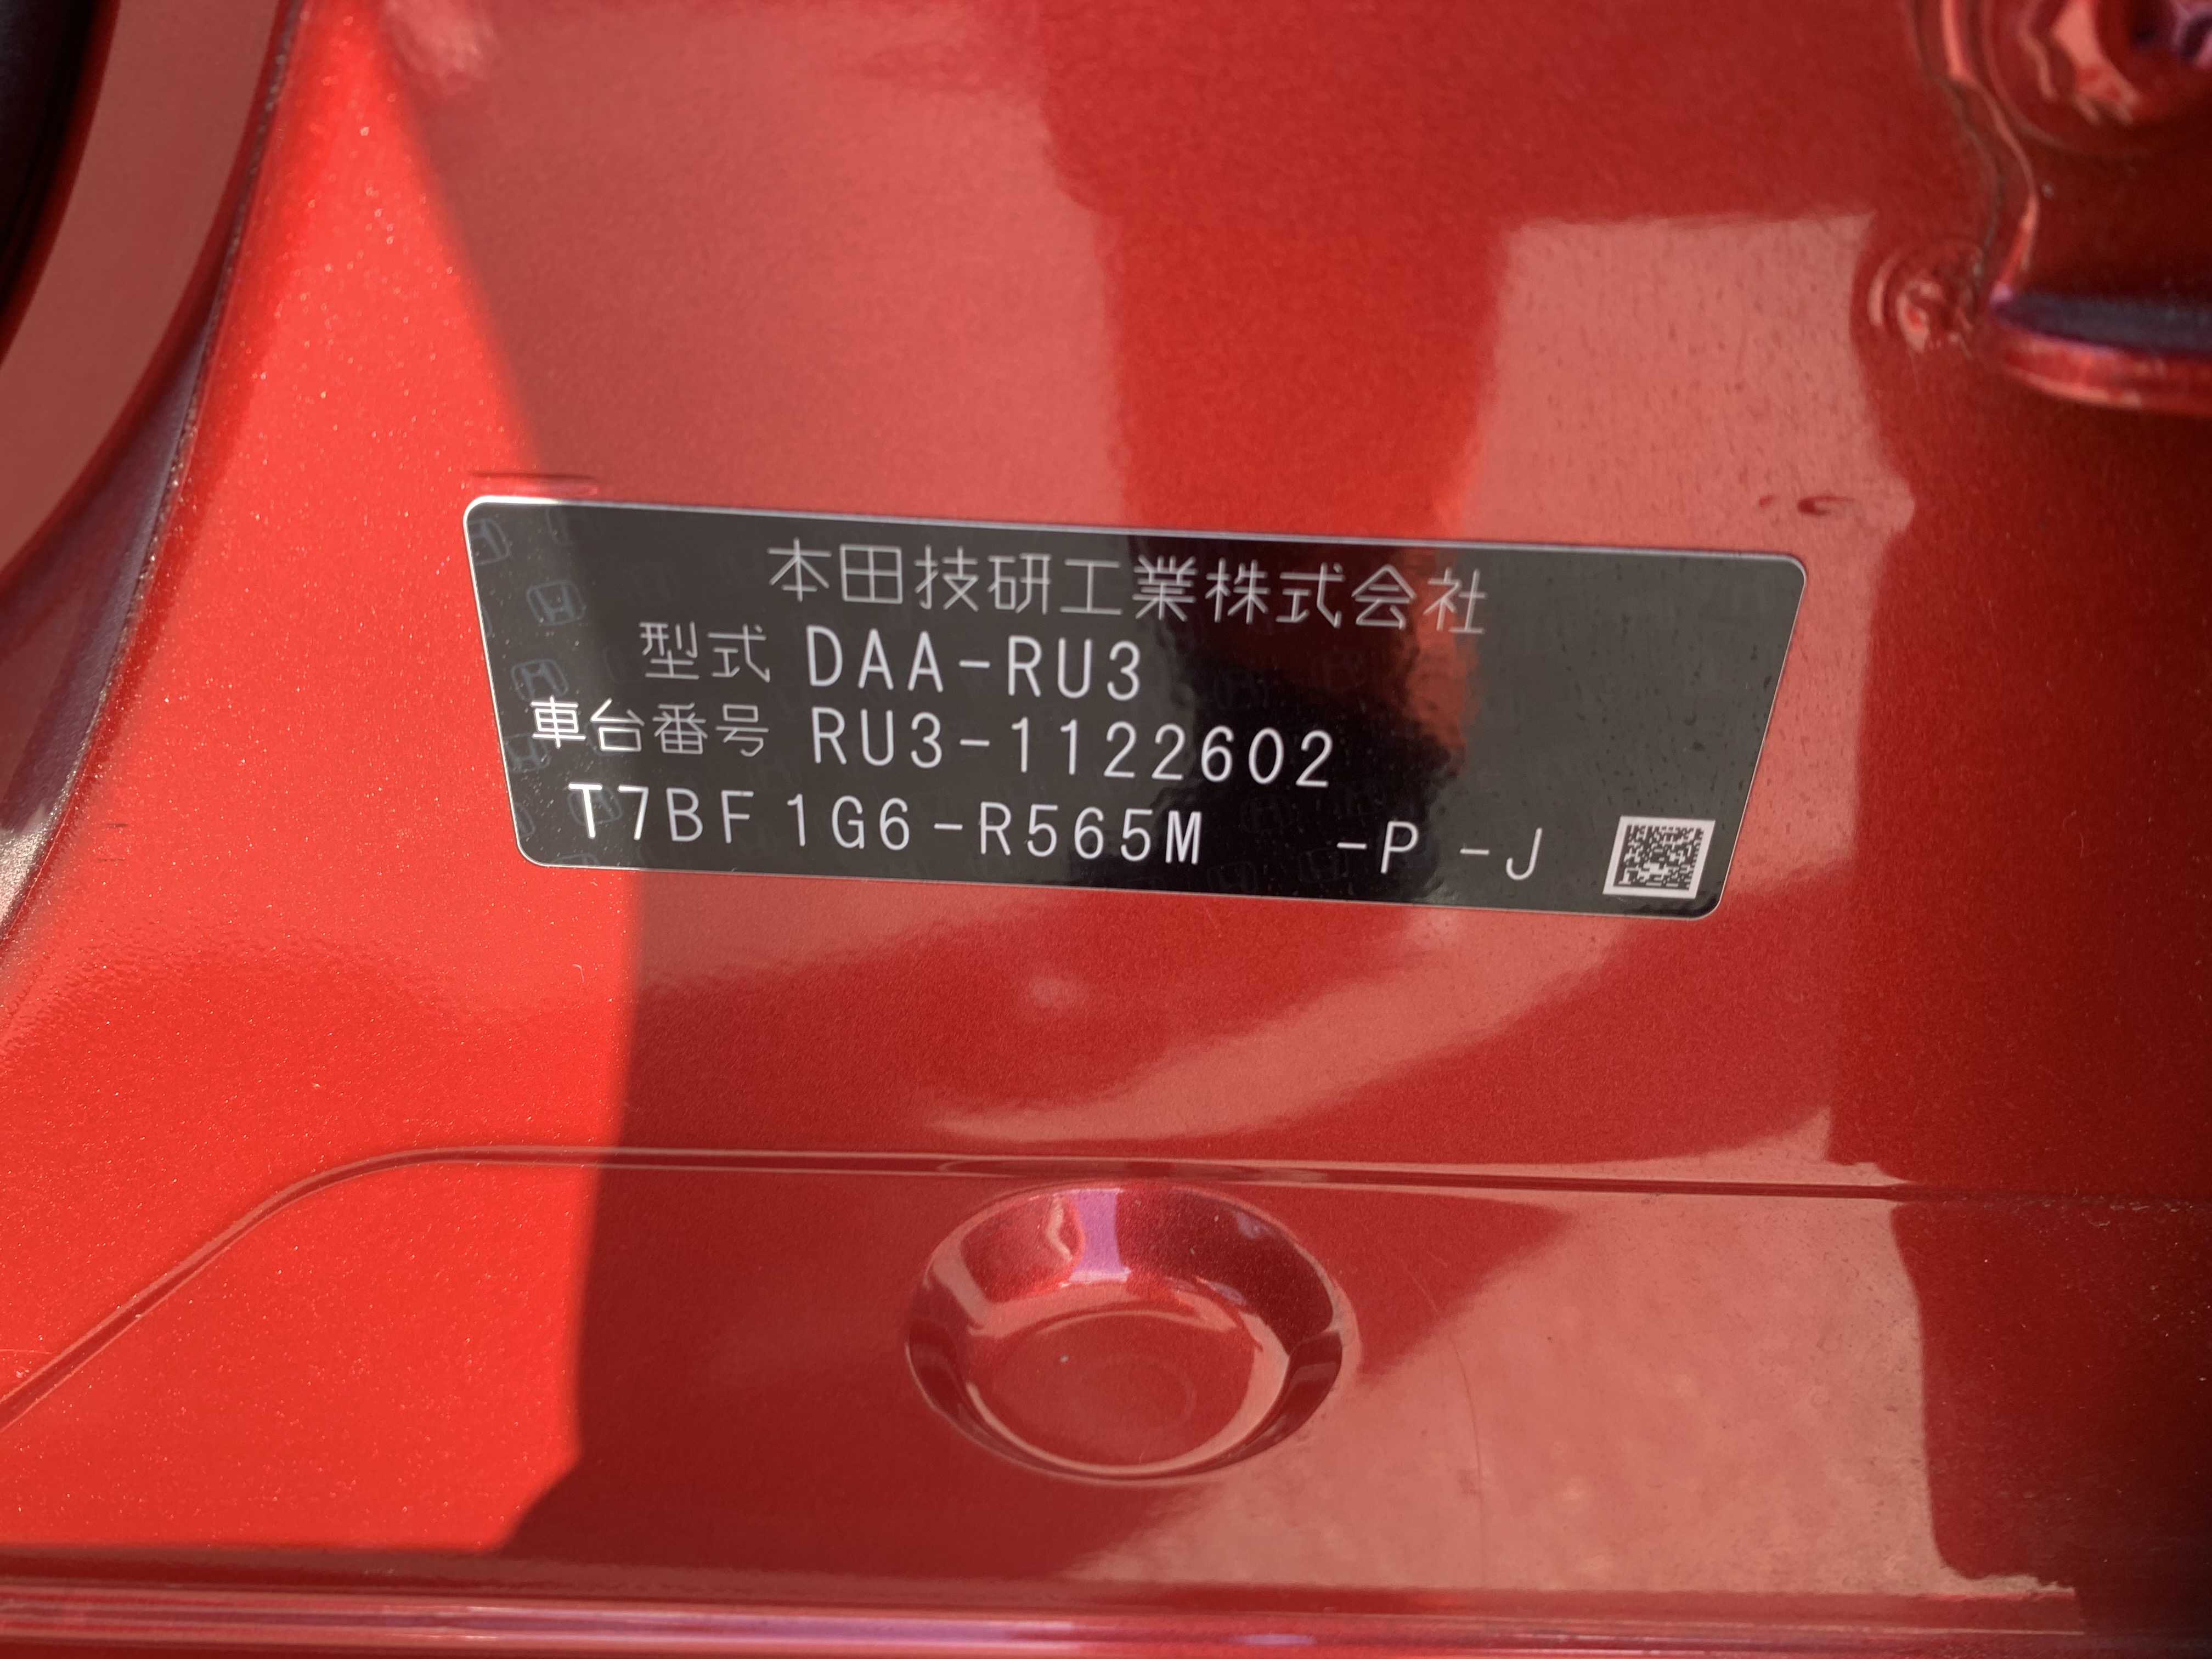 本田技研工業株式会社
型式 DAA-RU3
車台番号 RU3-1122602
T7BF1G6-R565M -P -J